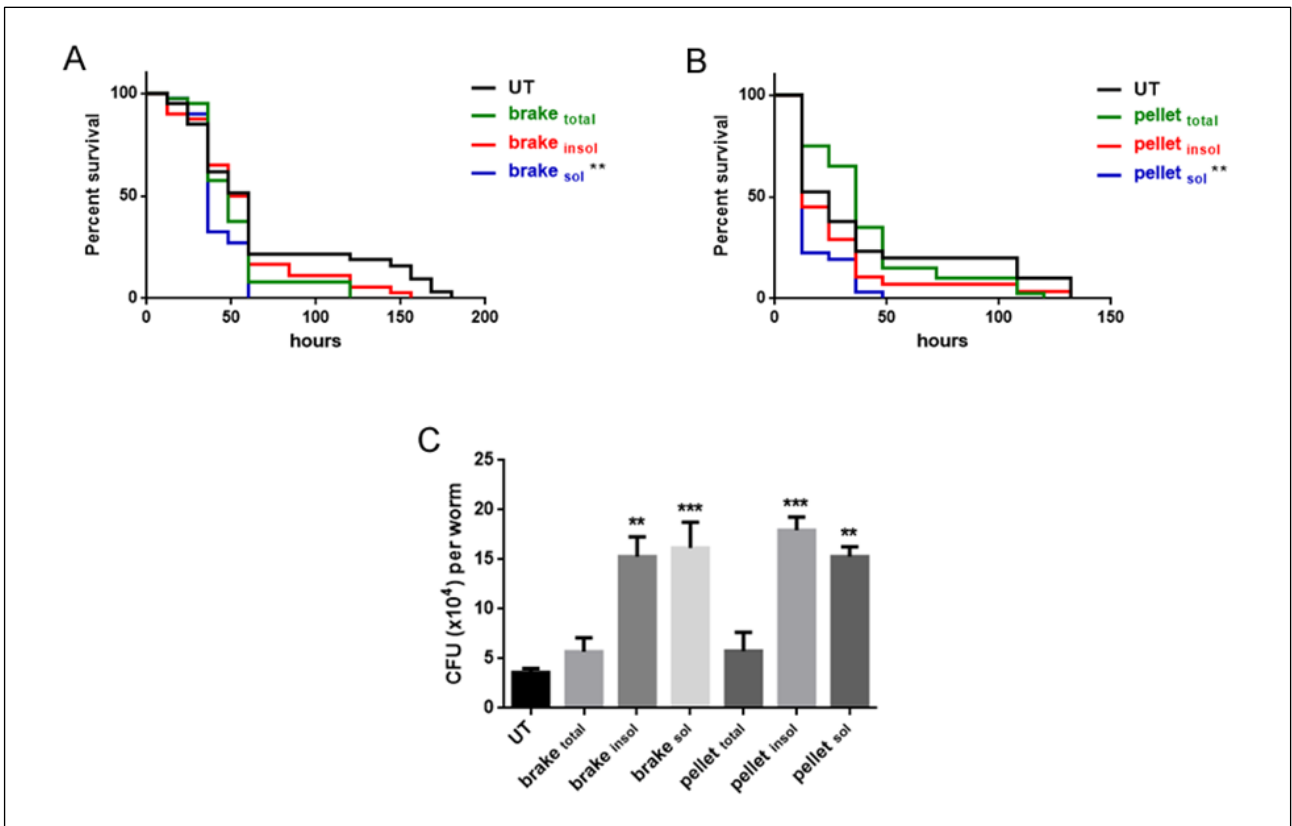 A
Percent survival
100
50
0
0 50 100 150 200
hours
UT
brake total
brake insol
brake sol **
B
Percent survival
100
50
0
0 50 100 150
hours
UT
pellet total
pellet insol
pellet sol **
C
CFU (x10⁴) per worm
25
20
15
10
5
0
** *** *** **
UT brake total brake insol brake sol pellet total pellet insol pellet sol